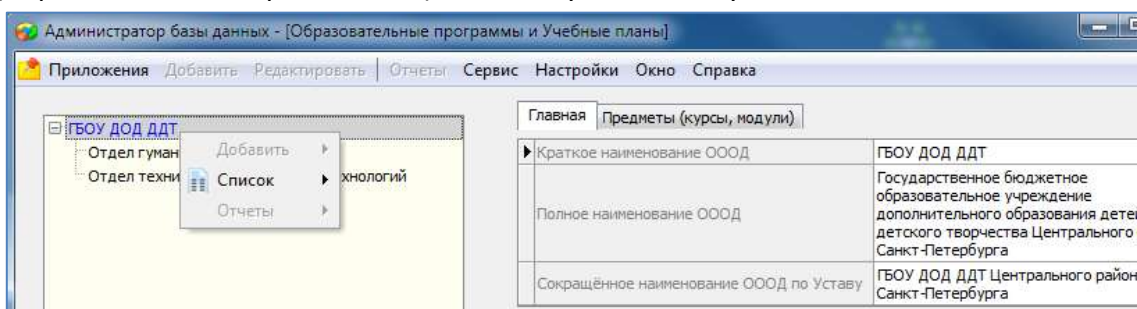 Администратор базы данных - [Образовательные программы и Учебные планы]
Приложения Добавить Редактировать Отчеты Сервис Настройки Окно Справка
ГБОУ ДОД ДДТ
Отдел
Отдел
хнологий
Добавить
Список
Отчеты
Главная Предметы (курсы, модули)
Краткое наименование ОООД ГБОУ ДОД ДДТ
Полное наименование ОООД
Государственное бюджетное
образовательное учреждение
дополнительного образования дете
детского творчества Центрального
Санкт-Петербурга
Сокращённое наименование ОООД по Уставу
ГБОУ ДОД ДДТ Центрального район
Санкт-Петербурга